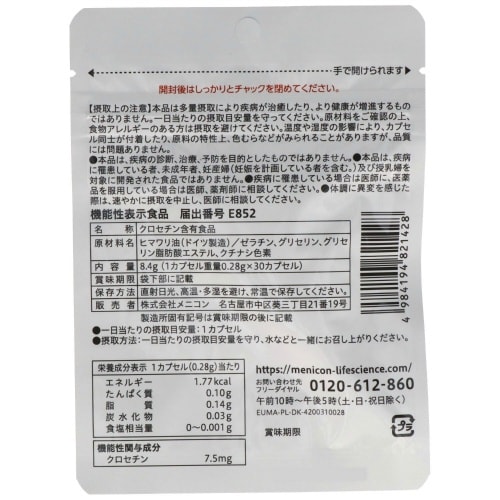 手で開けられます
開封後はしっかりとチャックを閉めてください。
【摂取上の注意】本品は多量摂取により疾病が治癒したり、より健康が増進するもの
ではありません。一日当たりの摂取目安量を守ってください。原材料をご確認の上、
食物アレルギーのある方は摂取を避けてください。温度や湿度の影響により、カプセ
ル同士が付着したり、原料の特性上、色むらなどがみられることがありますが、品質
には問題ありません。
●本品は、疾病の診断、治療、予防を目的としたものではありません。●本品は、疾病
に罹患している者、未成年者、妊産婦(妊娠を計画している者を含む。)及び授乳婦を
対象に開発された食品ではありません。●疾病に罹患している場合は医師に、医薬
品を服用している場合は医師、薬剤師に相談してください。●体調に異変を感じた
際は、速やかに摂取を中止し、医師に相談してください。
機能性表示食品 届出番号 E852
名称 クロセチン含有食品
原材料名 ヒマワリ油(ドイツ製造)/ゼラチン、グリセリン、グリセ
リン脂肪酸エステル、クチナシ色素
内容量 8.4g(1カプセル重量0.28g×30カプセル)
賞味期限 袋下部に記載
保存方法 直射日光、高温・多湿を避け、常温で保存してください。
販売者 株式会社メニコン 名古屋市中区葵三丁目21番19号
製造所固有記号は賞味期限の後に記載
●一日当たりの摂取目安量:1カプセル
●摂取方法:一日当たりの摂取目安量を守り、水などと一緒にお召し上がりください。
4984194821428
栄養成分表示 1カプセル(0.28g)当たり
エネルギー 1.77kcal
たんぱく質 0.10g
脂質 0.14g
炭水化物 0.03g
食塩相当量 0〜0.001g
機能性関与成分
クロセチン 7.5mg
https://menicon-lifescience.com/
お問い合わせ先
フリーダイヤル 0120-612-860
午前10時〜午後5時(土・日・祝日除く)
EUMA-PL-DK-4200310028
賞味期限
プラ